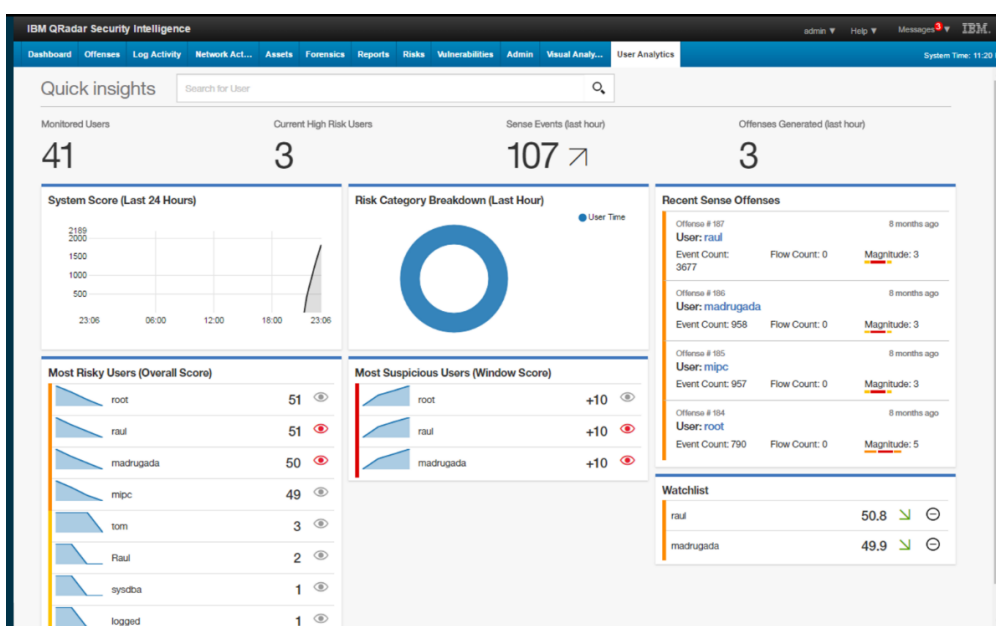 IBM QRadar Security Intelligence
admin ▼ Help ▼ Messages 3 ▼ IBM.
Dashboard Offenses Log Activity Network Act... Assets Forensics Reports Risks Vulnerabilities Admin Visual Analy... User Analytics System Time: 11:20
Quick insights
Search for User
Monitored Users
41
Current High Risk Users
3
Sense Events (last hour)
107
Offenses Generated (last hour)
3
System Score (Last 24 Hours)
2189
2000
1500
1000
500
23:06 06:00 12:00 18:00 23:06
Risk Category Breakdown (Last Hour)
User Time
Recent Sense Offenses
Offense # 187 8 months ago
User: raul
Event Count: 3677 Flow Count: 0 Magnitude: 3
Offense # 186 8 months ago
User: madrugada
Event Count: 958 Flow Count: 0 Magnitude: 3
Offense # 185 8 months ago
User: mipc
Event Count: 957 Flow Count: 0 Magnitude: 3
Offense # 184 8 months ago
User: root
Event Count: 790 Flow Count: 0 Magnitude: 5
Most Risky Users (Overall Score)
root 51
raul 51
madrugada 50
mipc 49
tom 3
Raul 2
sysdba 1
logged 1
Most Suspicious Users (Window Score)
root +10
raul +10
madrugada +10
Watchlist
raul 50.8
madrugada 49.9